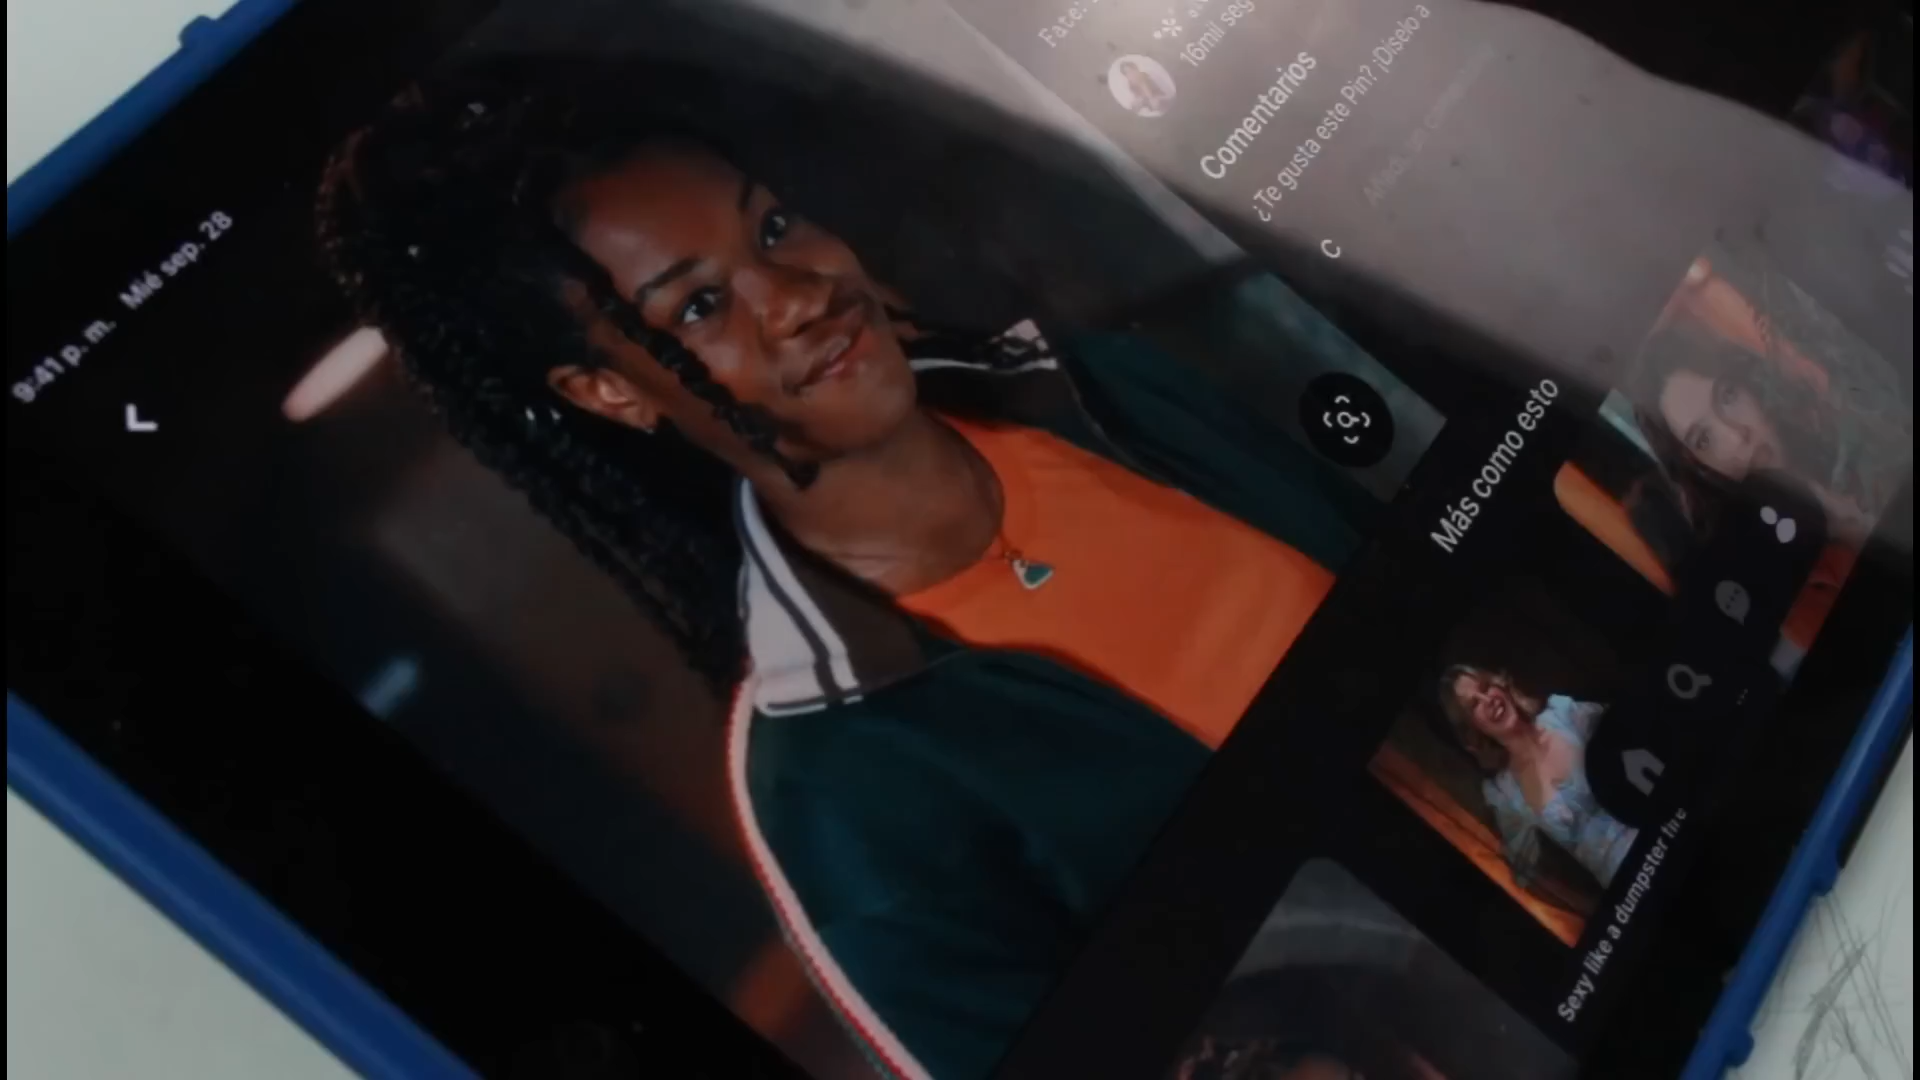 9:41 p. m. Mié sep. 28
Fate:
16mil seg
Comentarios
¿Te gusta este Pin? ¡Díselo a
Más como esto
Sexy like a dumpster fire